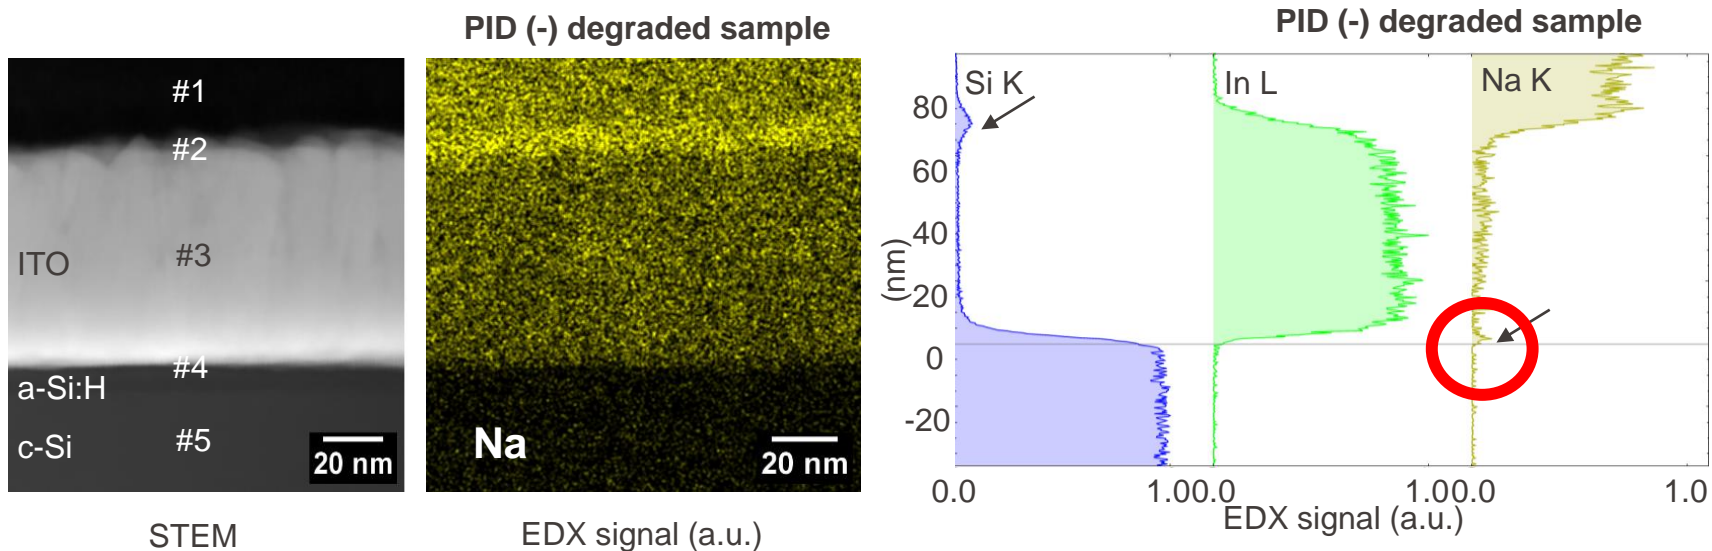 PID (-) degraded sample
PID (-) degraded sample
#1
#2
#3
ITO
#4
a-Si:H
c-Si
#5
20 nm
STEM
Na
20 nm
EDX signal (a.u.)
Si K
In L
Na K
80
60
40
20
0
-20
(nm)
0.0
1.00.0
1.00.0
1.0
EDX signal (a.u.)